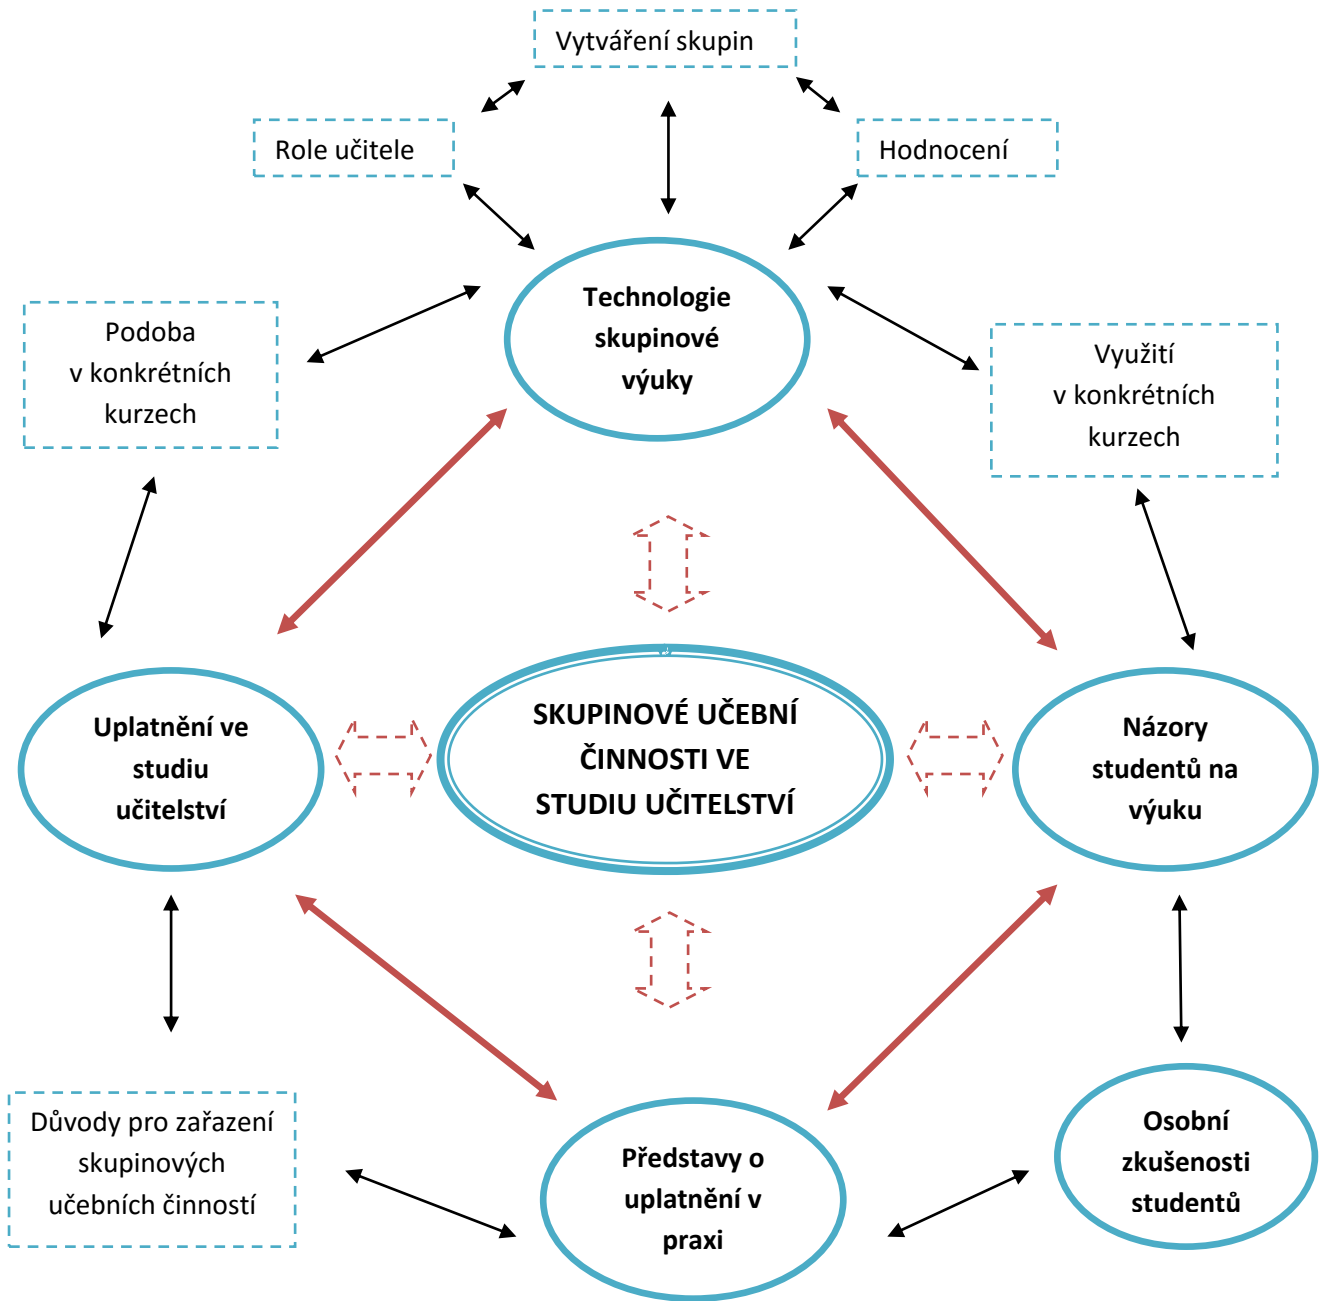 Vytváření skupin
Role učitele
Hodnocení
Technologie
skupinové
výuky
Podoba
v konkrétních
kurzech
Využití
v konkrétních
kurzech
Uplatnění ve
studiu
učitelství
SKUPINOVÉ UČEBNÍ
ČINNOSTI VE
STUDIU UČITELSTVÍ
Názory
studentů na
výuku
Důvody pro zařazení
skupinových
učebních činností
Představy o
uplatnění v
praxi
Osobní
zkušenosti
studentů